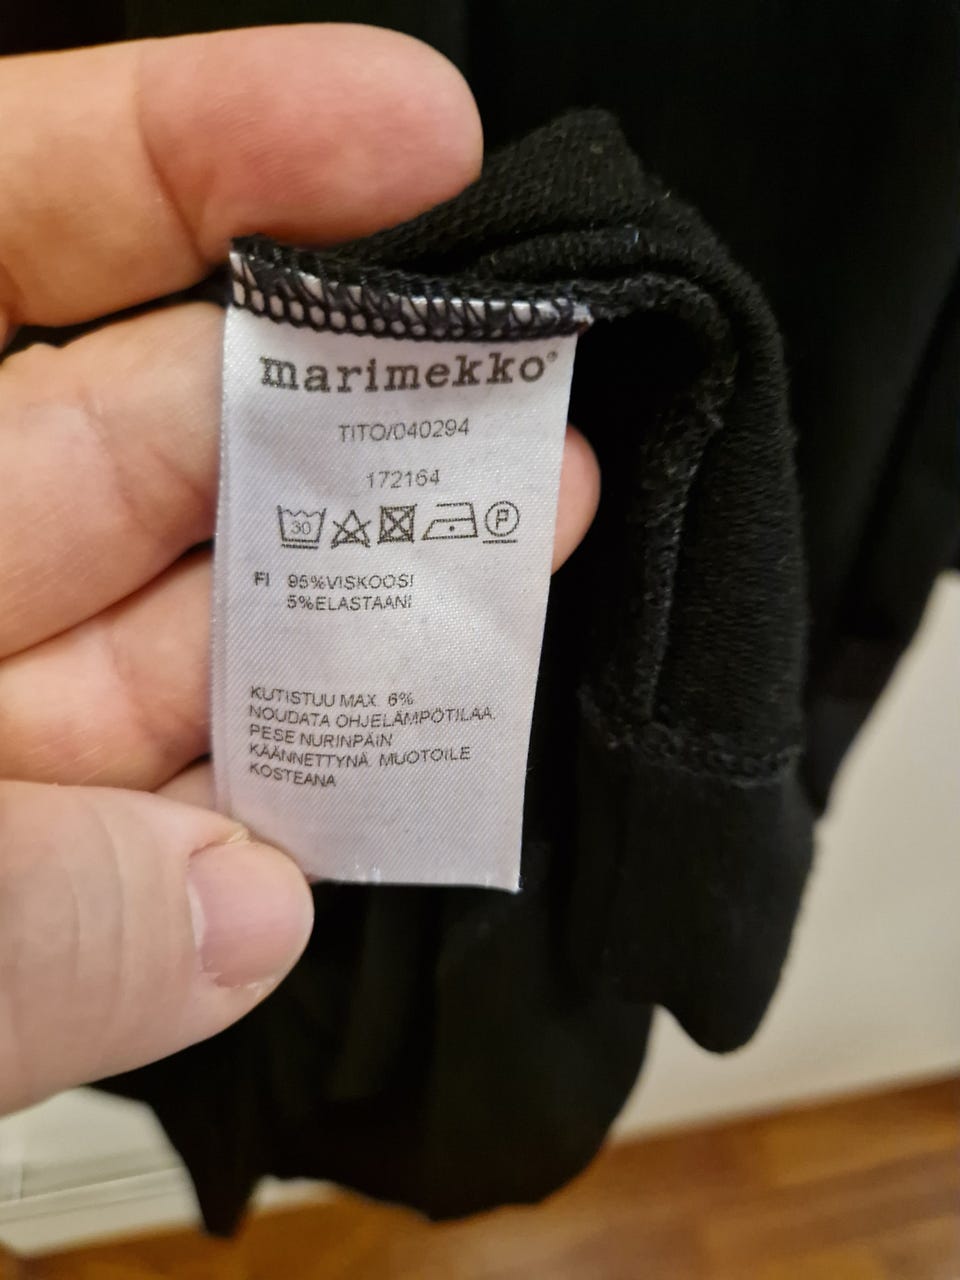 marimekko®
TITO/040294
172164
30 P
FI 95%VISKOOSI
5%ELASTAANI
KUTISTUU MAX. 6%
NOUDATA OHJELÄMPÖTILAA.
PESE NURINPÄIN
KÄÄNNETTYNÄ. MUOTOILE
KOSTEANA